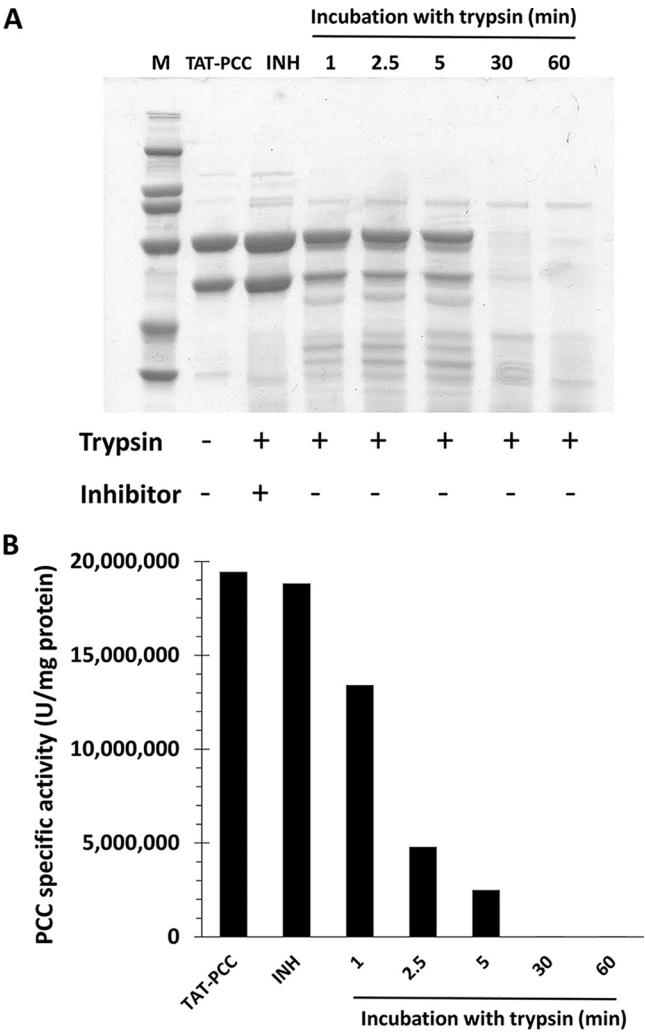 A
Incubation with trypsin (min)
M TAT-PCC INH 1 2.5 5 30 60
Trypsin - + + + + + +
Inhibitor - + - - - - -
B
PCC specific activity (U/mg protein)
20,000,000
15,000,000
10,000,000
5,000,000
0
TAT-PCC INH 1 2.5 5 30 60
Incubation with trypsin (min)